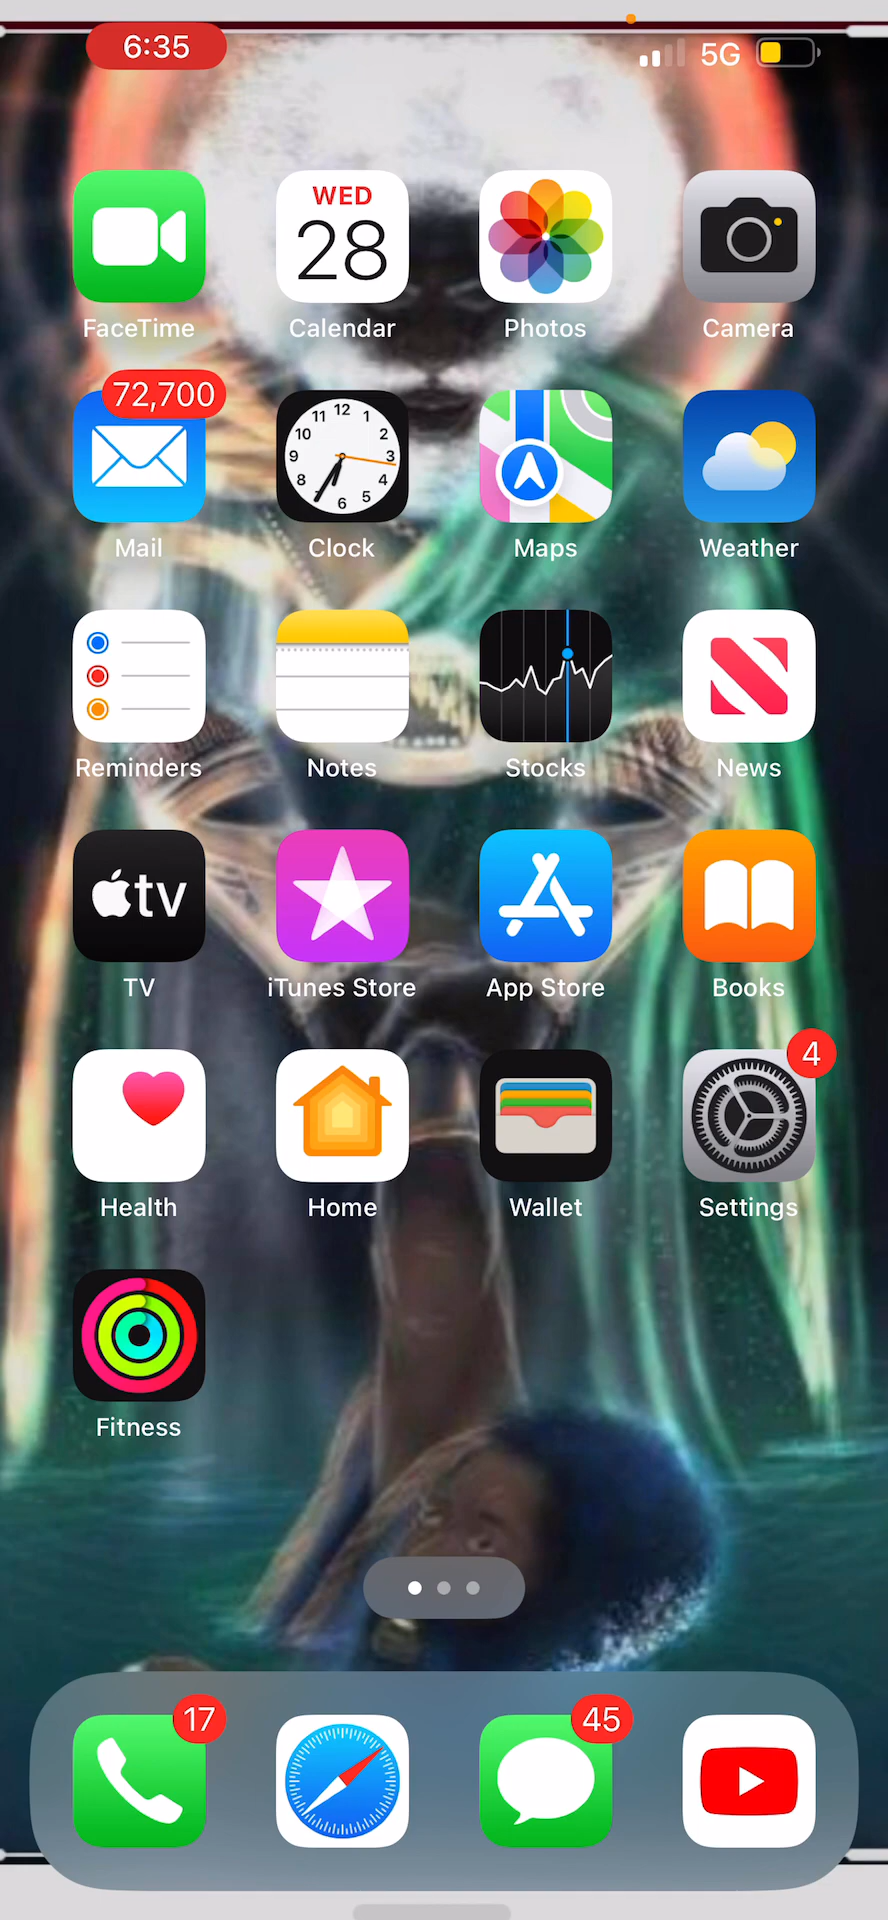 6:35
5G
WED
28
FaceTime
Calendar
Photos
Camera
72,700
12
11
1
10
2
9
3
8
4
7
5
6
Mail
Clock
Maps
Weather
Reminders
Notes
Stocks
News
tv
TV
iTunes Store
App Store
Books
4
Health
Home
Wallet
Settings
Fitness
17
45